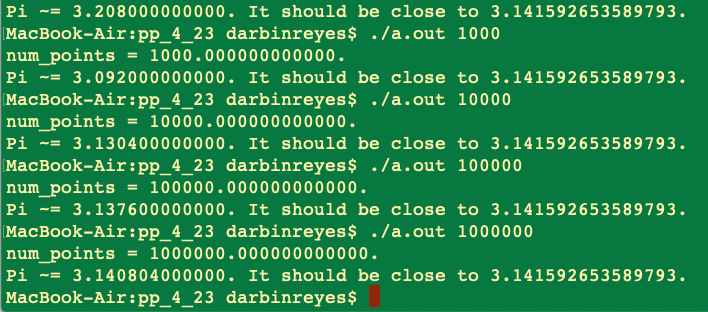 Pi ~= 3.208000000000. It should be close to 3.141592653589793.
[MacBook-Air:pp_4_23 darbinreyes$ ./a.out 1000
num_points = 1000.000000000000.
Pi ~= 3.092000000000. It should be close to 3.141592653589793.
[MacBook-Air:pp_4_23 darbinreyes$ ./a.out 10000
num_points = 10000.000000000000.
Pi ~= 3.130400000000. It should be close to 3.141592653589793.
[MacBook-Air:pp_4_23 darbinreyes$ ./a.out 100000
num_points = 100000.000000000000.
Pi ~= 3.137600000000. It should be close to 3.141592653589793.
[MacBook-Air:pp_4_23 darbinreyes$ ./a.out 1000000
num_points = 1000000.000000000000.
Pi ~= 3.140804000000. It should be close to 3.141592653589793.
MacBook-Air:pp_4_23 darbinreyes$